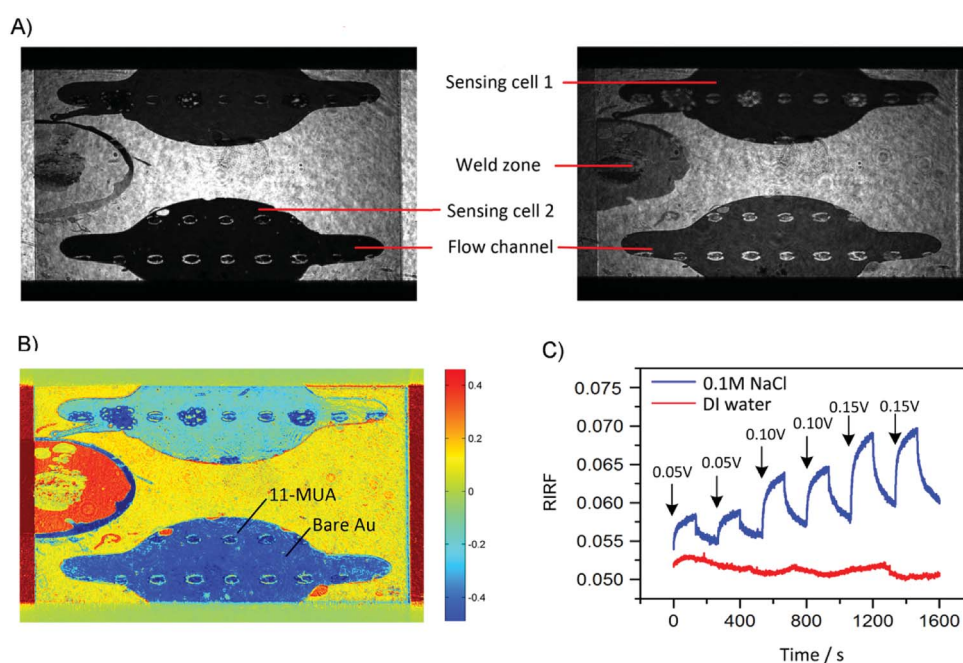 A)
Sensing cell 1
Weld zone
Sensing cell 2
Flow channel
B)
0.4
0.2
0
-0.2
-0.4
11-MUA
Bare Au
C)
0.1M NaCl
DI water
0.075
0.070
0.065
0.060
0.055
0.050
RIRF
0.05V
0.05V
0.10V
0.10V
0.15V
0.15V
0
400
800
1200
1600
Time / s